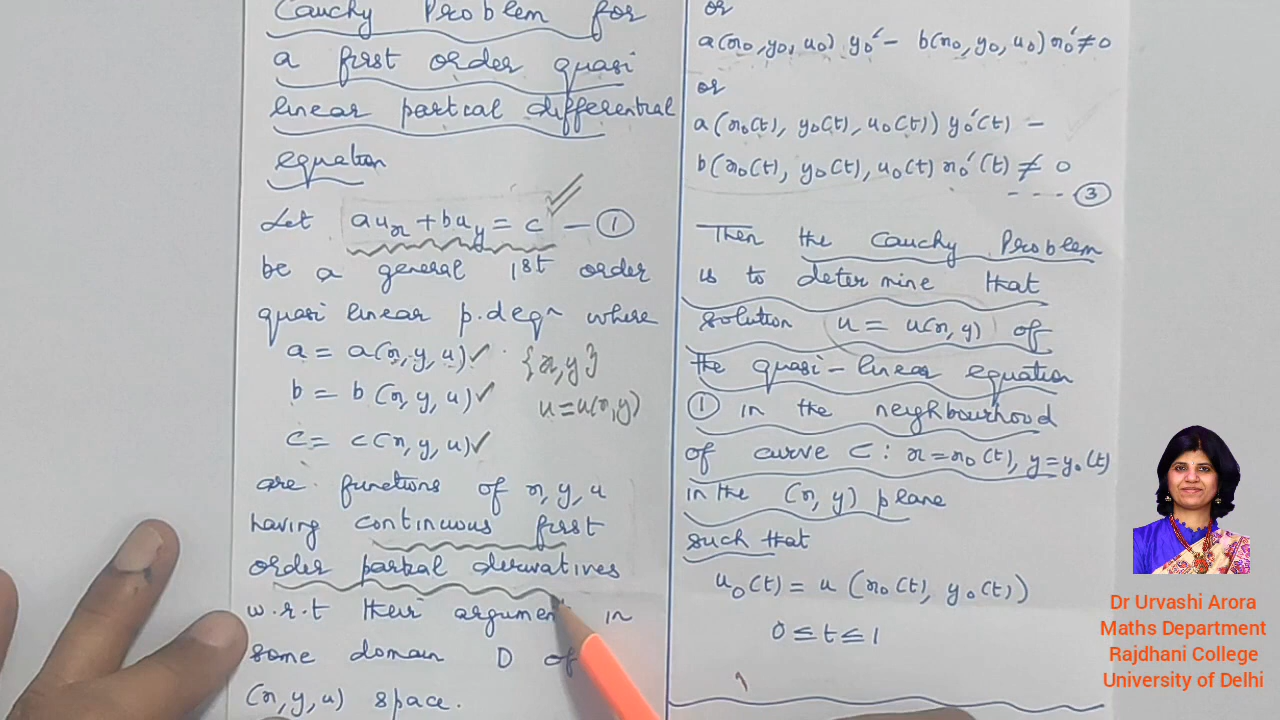 Cauchy Problem for
a first order quasi
linear partial differential
equation
Let au_x + bu_y = c — ①
be a general 1st order
quasi linear p.d eqn where
a = a(x, y, u) ✓ {x, y}
b = b(x, y, u) ✓ u = u(x, y)
c = c(x, y, u) ✓
are functions of x, y, u
having continuous first
order partial derivatives
w.r.t their argument in
some domain D of
(x, y, u) space.
or
a(x0, y0, u0) y0′ − b(x0, y0, u0) x0′ ≠ 0
or
a(x0(t), y0(t), u0(t)) y0′(t) −
b(x0(t), y0(t), u0(t) x0′(t) ≠ 0
- - - - ③
Then the Cauchy Problem
is to determine that
solution u = u(x, y) of
the quasi-linear equation
① in the neighbourhood
of curve C : x = x0(t), y = y0(t)
in the (x, y) plane
such that
u0(t) = u (x0(t), y0(t))
0 ≤ t ≤ 1
Dr Urvashi Arora
Maths Department
Rajdhani College
University of Delhi